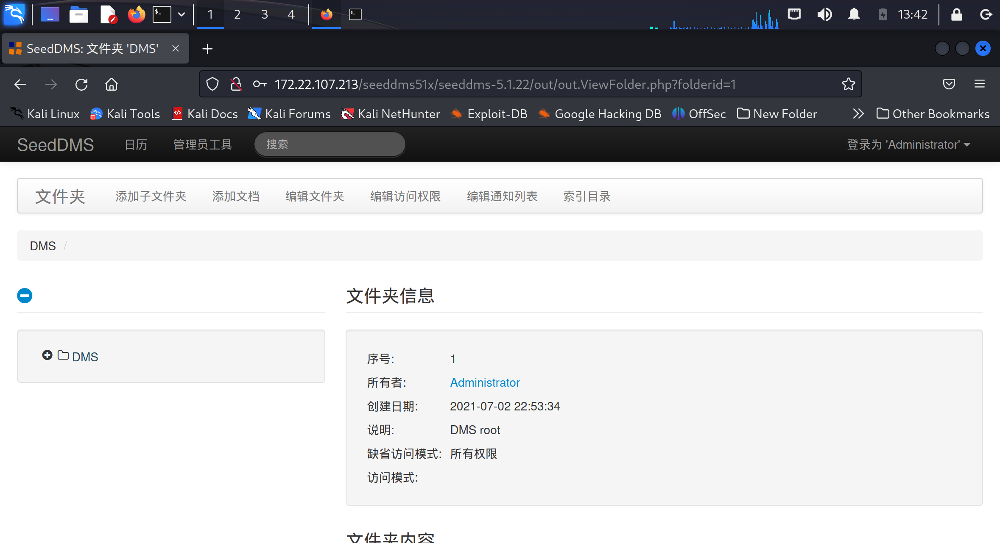 1 2 3 4 13:42
SeedDMS: 文件夹 'DMS'
172.22.107.213/seeddms51x/seeddms-5.1.22/out/out.ViewFolder.php?folderid=1
Kali Linux Kali Tools Kali Docs Kali Forums Kali NetHunter Exploit-DB Google Hacking DB OffSec New Folder Other Bookmarks
SeedDMS 日历 管理员工具 搜索 登录为 'Administrator'
文件夹 添加子文件夹 添加文档 编辑文件夹 编辑访问权限 编辑通知列表 索引目录
DMS /
文件夹信息
DMS
序号: 1
所有者: Administrator
创建日期: 2021-07-02 22:53:34
说明: DMS root
缺省访问模式: 所有权限
访问模式:
文件夹内容